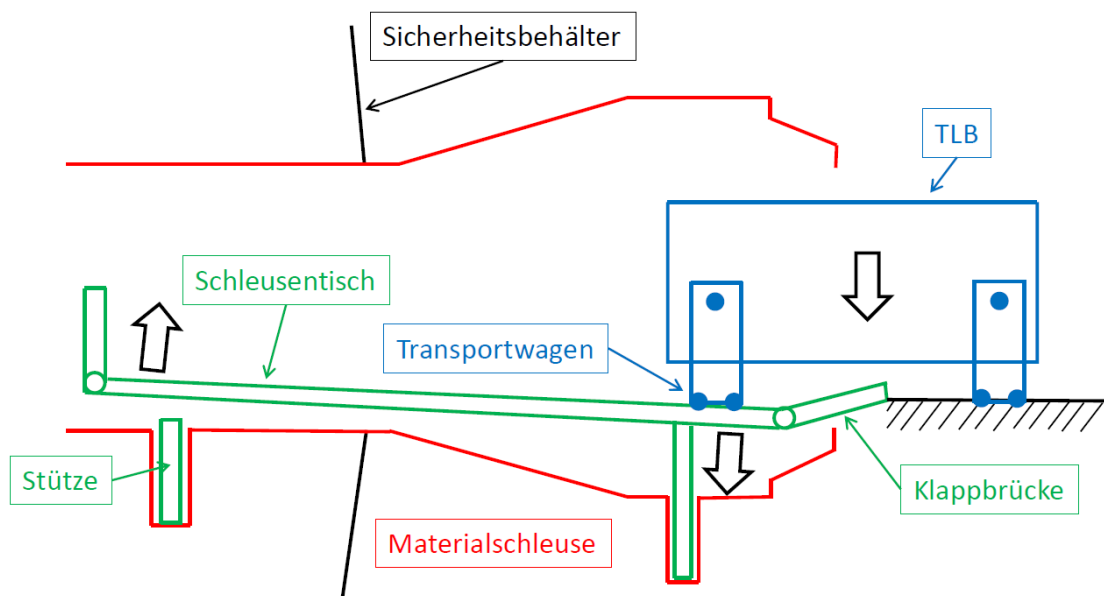 Sicherheitsbehälter
TLB
Schleusentisch
Transportwagen
Stütze
Klappbrücke
Materialschleuse